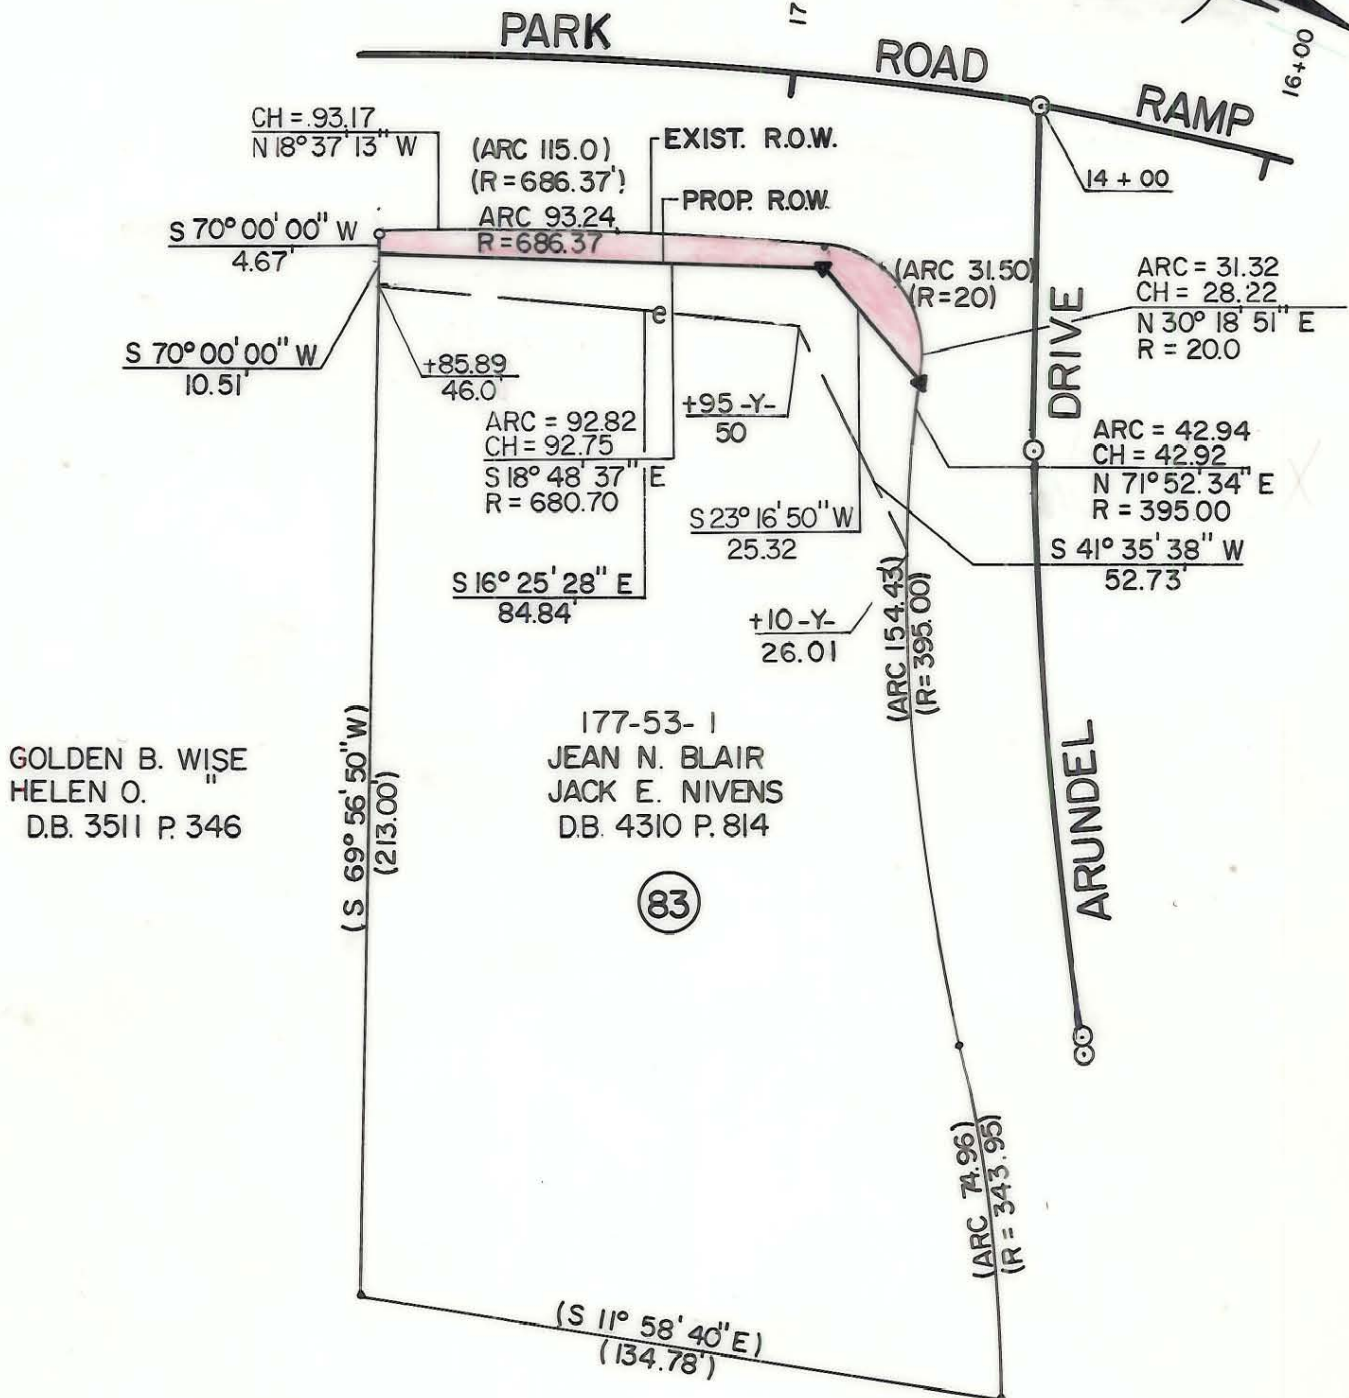 PARK
17
ROAD
RAMP
16+00
14 + 00
CH = .93.17
N 18° 37' 13" W
(ARC 115.0)
(R = 686.37')
EXIST. R.O.W.
PROP. R.O.W.
ARC 93.24
R = 686.37
S 70° 00' 00" W
4.67'
(ARC 31.50)
(R=20)
ARC = 31.32
CH = 28.22
N 30° 18' 51" E
R = 20.0
DRIVE
e
S 70° 00' 00" W
10.51'
+85.89
46.0'
+95 -Y-
50
ARC = 92.82
CH = 92.75
S 18° 48' 37" E
R = 680.70
ARC = 42.94
CH = 42.92
N 71° 52' 34" E
R = 395.00
S 23° 16' 50" W
25.32
S 41° 35' 38" W
52.73'
S 16° 25' 28" E
84.84'
+10 -Y-
26.01
(ARC 154.43)
(R = 395.00)
(S 69° 56' 50" W)
(213.00')
GOLDEN B. WISE
HELEN O. "
D.B. 3511 P. 346
177-53- 1
JEAN N. BLAIR
JACK E. NIVENS
D.B. 4310 P. 814
83
ARUNDEL
(ARC 74.96)
(R = 343.95)
(S 11° 58' 40" E)
(134.78')